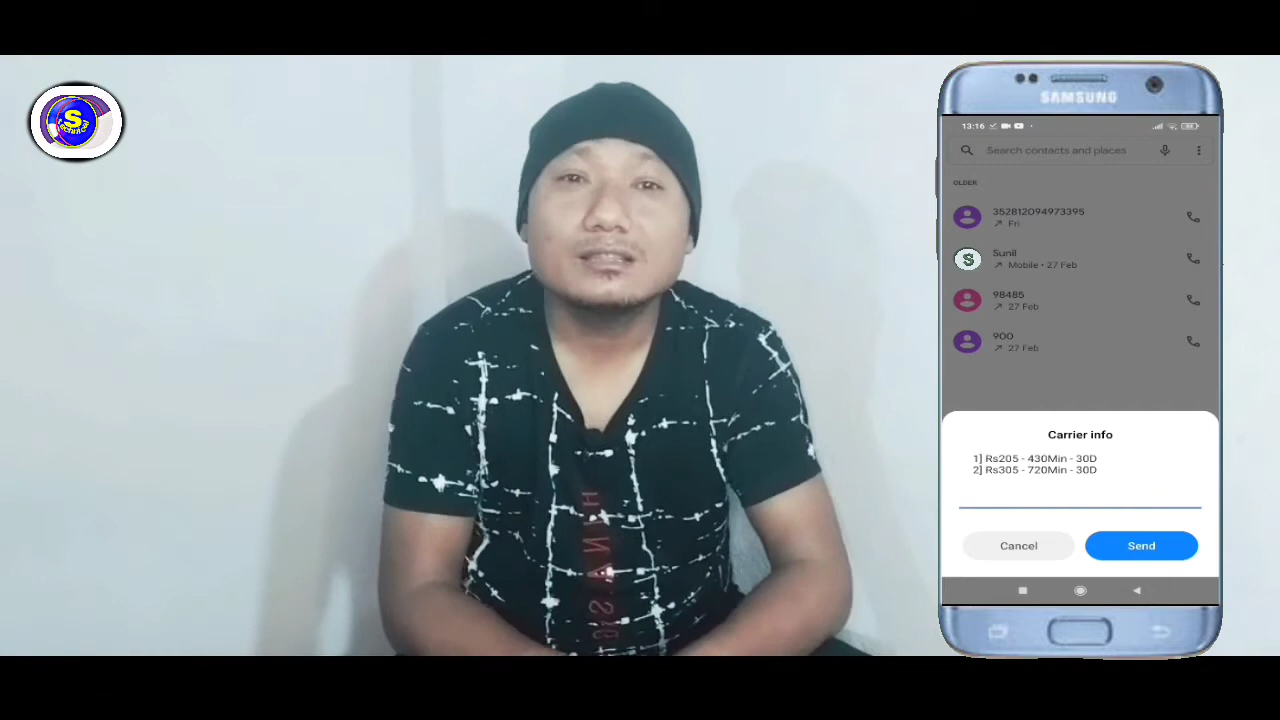 S
Technical
SAMSUNG
13:16
Search contacts and places
OLDER
352812094973395
Fri
S
Sunil
Mobile • 27 Feb
98485
27 Feb
900
27 Feb
Carrier info
1] Rs205 - 430Min - 30D
2] Rs305 - 720Min - 30D
Cancel
Send